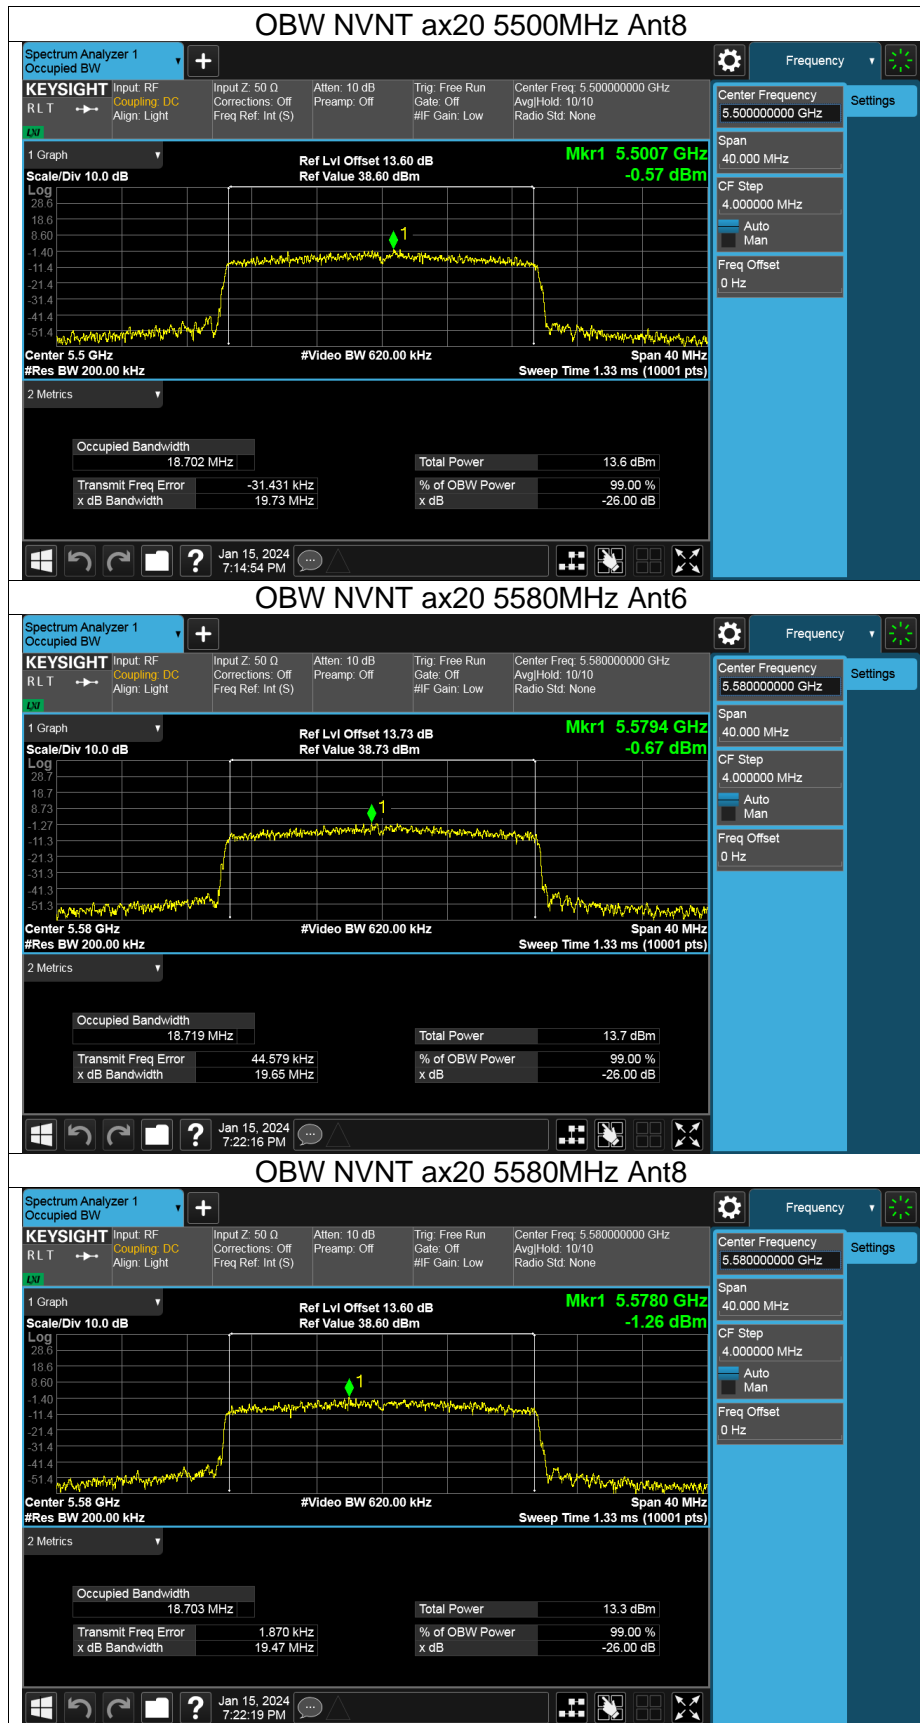 OBW NVNT ax20 5500MHz Ant8
Spectrum Analyzer 1
Occupied BW
Frequency
KEYSIGHT
R L T
LXI
Input: RF
Coupling: DC
Align: Light
Input Z: 50 Ω
Corrections: Off
Freq Ref: Int (S)
Atten: 10 dB
Preamp: Off
Trig: Free Run
Gate: Off
#IF Gain: Low
Center Freq: 5.500000000 GHz
Avg|Hold: 10/10
Radio Std: None
Center Frequency
5.500000000 GHz
Settings
Span
40.000 MHz
CF Step
4.000000 MHz
Auto
Man
Freq Offset
0 Hz
1 Graph
Ref Lvl Offset 13.60 dB
Mkr1 5.5007 GHz
Scale/Div 10.0 dB
Ref Value 38.60 dBm
-0.57 dBm
Log
28.6
18.6
8.60
-1.40
-11.4
-21.4
-31.4
-41.4
-51.4
1
Center 5.5 GHz
#Video BW 620.00 kHz
Span 40 MHz
#Res BW 200.00 kHz
Sweep Time 1.33 ms (10001 pts)
2 Metrics
Occupied Bandwidth
18.702 MHz
Total Power 13.6 dBm
Transmit Freq Error -31.431 kHz
% of OBW Power 99.00 %
x dB Bandwidth 19.73 MHz
x dB -26.00 dB
?
Jan 15, 2024
7:14:54 PM
OBW NVNT ax20 5580MHz Ant6
Spectrum Analyzer 1
Occupied BW
Frequency
KEYSIGHT
R L T
LXI
Input: RF
Coupling: DC
Align: Light
Input Z: 50 Ω
Corrections: Off
Freq Ref: Int (S)
Atten: 10 dB
Preamp: Off
Trig: Free Run
Gate: Off
#IF Gain: Low
Center Freq: 5.580000000 GHz
Avg|Hold: 10/10
Radio Std: None
Center Frequency
5.580000000 GHz
Settings
Span
40.000 MHz
CF Step
4.000000 MHz
Auto
Man
Freq Offset
0 Hz
1 Graph
Ref Lvl Offset 13.73 dB
Mkr1 5.5794 GHz
Scale/Div 10.0 dB
Ref Value 38.73 dBm
-0.67 dBm
Log
28.7
18.7
8.73
-1.27
-11.3
-21.3
-31.3
-41.3
-51.3
1
Center 5.58 GHz
#Video BW 620.00 kHz
Span 40 MHz
#Res BW 200.00 kHz
Sweep Time 1.33 ms (10001 pts)
2 Metrics
Occupied Bandwidth
18.719 MHz
Total Power 13.7 dBm
Transmit Freq Error 44.579 kHz
% of OBW Power 99.00 %
x dB Bandwidth 19.65 MHz
x dB -26.00 dB
?
Jan 15, 2024
7:22:16 PM
OBW NVNT ax20 5580MHz Ant8
Spectrum Analyzer 1
Occupied BW
Frequency
KEYSIGHT
R L T
LXI
Input: RF
Coupling: DC
Align: Light
Input Z: 50 Ω
Corrections: Off
Freq Ref: Int (S)
Atten: 10 dB
Preamp: Off
Trig: Free Run
Gate: Off
#IF Gain: Low
Center Freq: 5.580000000 GHz
Avg|Hold: 10/10
Radio Std: None
Center Frequency
5.580000000 GHz
Settings
Span
40.000 MHz
CF Step
4.000000 MHz
Auto
Man
Freq Offset
0 Hz
1 Graph
Ref Lvl Offset 13.60 dB
Mkr1 5.5780 GHz
Scale/Div 10.0 dB
Ref Value 38.60 dBm
-1.26 dBm
Log
28.6
18.6
8.60
-1.40
-11.4
-21.4
-31.4
-41.4
-51.4
1
Center 5.58 GHz
#Video BW 620.00 kHz
Span 40 MHz
#Res BW 200.00 kHz
Sweep Time 1.33 ms (10001 pts)
2 Metrics
Occupied Bandwidth
18.703 MHz
Total Power 13.3 dBm
Transmit Freq Error 1.870 kHz
% of OBW Power 99.00 %
x dB Bandwidth 19.47 MHz
x dB -26.00 dB
?
Jan 15, 2024
7:22:19 PM